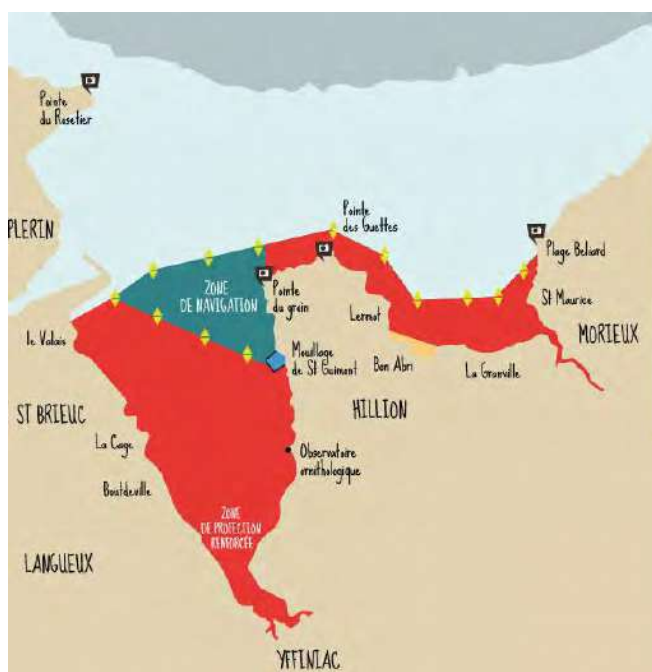 Pointe
du Roselier
PLERIN
Pointe
des Guettes
Plage Beliard
ZONE
DE NAVIGATION
Pointe
du grain
St Maurice
Lermot
MORIEUX
le Valais
Mouillage
de St Guimont
Bon Abri
La Granville
HILLION
ST BRIEUC
La Cage
Observatoire
ornithologique
Boutdeville
ZONE
DE PROTECTION
RENFORCÉE
LANGUEUX
YFFINIAC